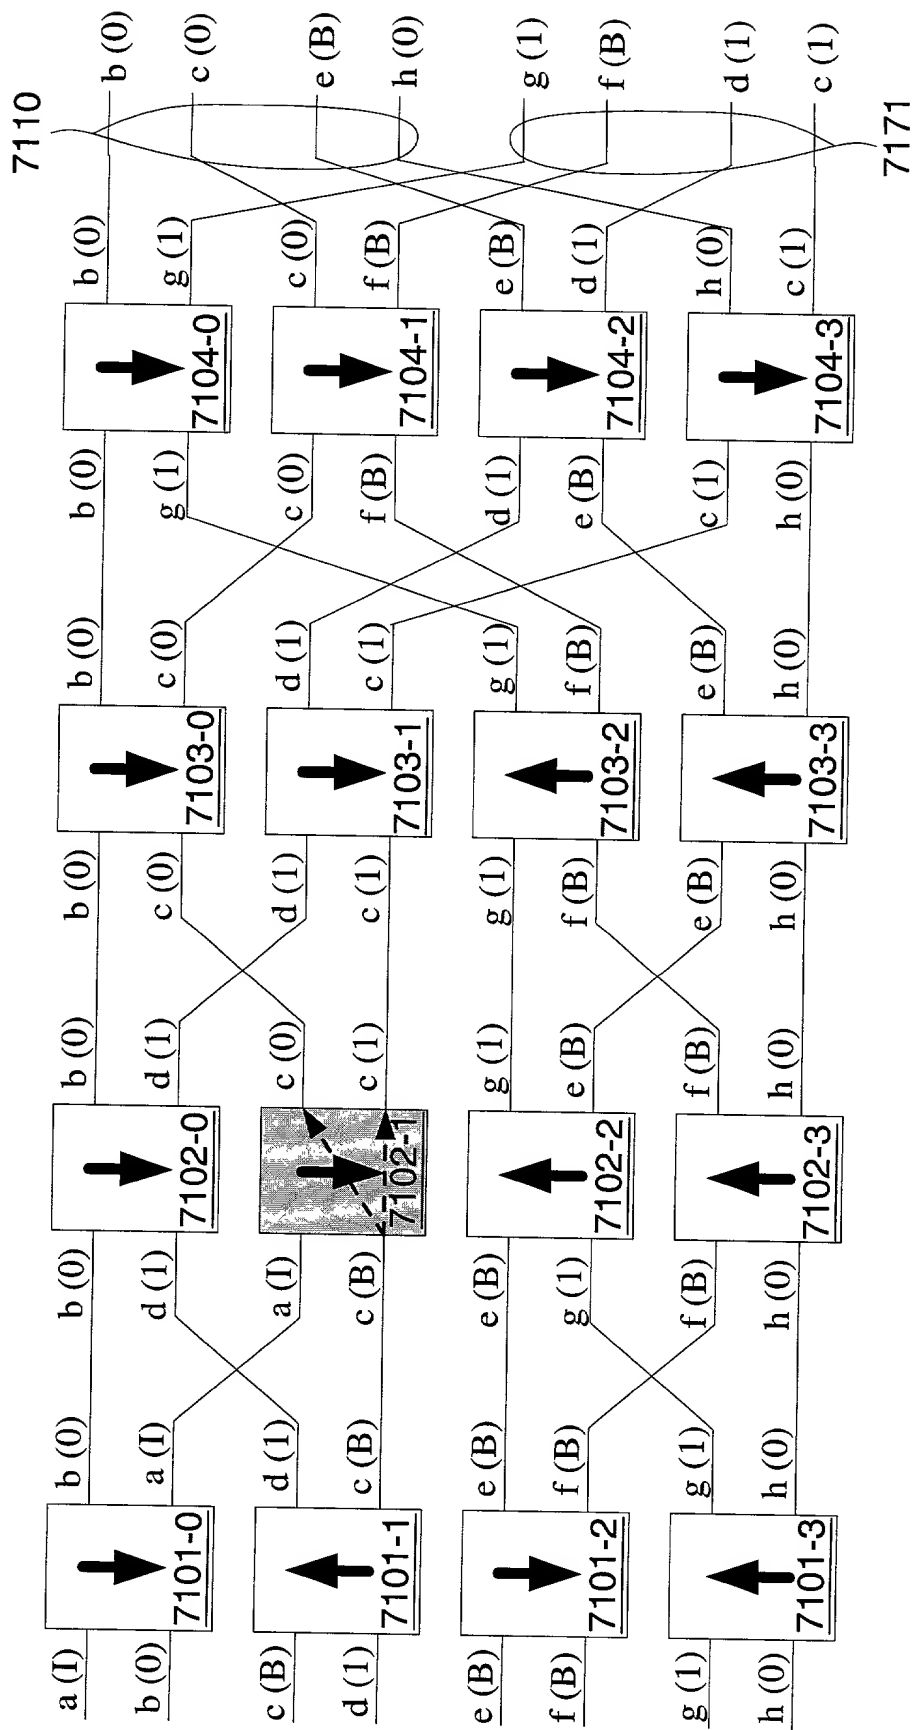 a (I)
b (0)
c (B)
d (1)
e (B)
f (B)
g (1)
h (0)
7101-0
7101-1
7101-2
7101-3
b (0)
a (I)
d (1)
c (B)
e (B)
f (B)
g (1)
h (0)
b (0)
d (1)
a (I)
c (B)
e (B)
g (1)
f (B)
h (0)
7102-0
7102-1
7102-2
7102-3
b (0)
d (1)
c (0)
c (1)
g (1)
e (B)
f (B)
h (0)
b (0)
c (0)
d (1)
c (1)
g (1)
f (B)
e (B)
h (0)
7103-0
7103-1
7103-2
7103-3
b (0)
c (0)
d (1)
c (1)
g (1)
f (B)
e (B)
h (0)
b (0)
g (1)
c (0)
f (B)
d (1)
e (B)
c (1)
h (0)
7104-0
7104-1
7104-2
7104-3
b (0)
g (1)
c (0)
f (B)
e (B)
d (1)
h (0)
c (1)
7110
7171
b (0)
c (0)
e (B)
h (0)
g (1)
f (B)
d (1)
c (1)